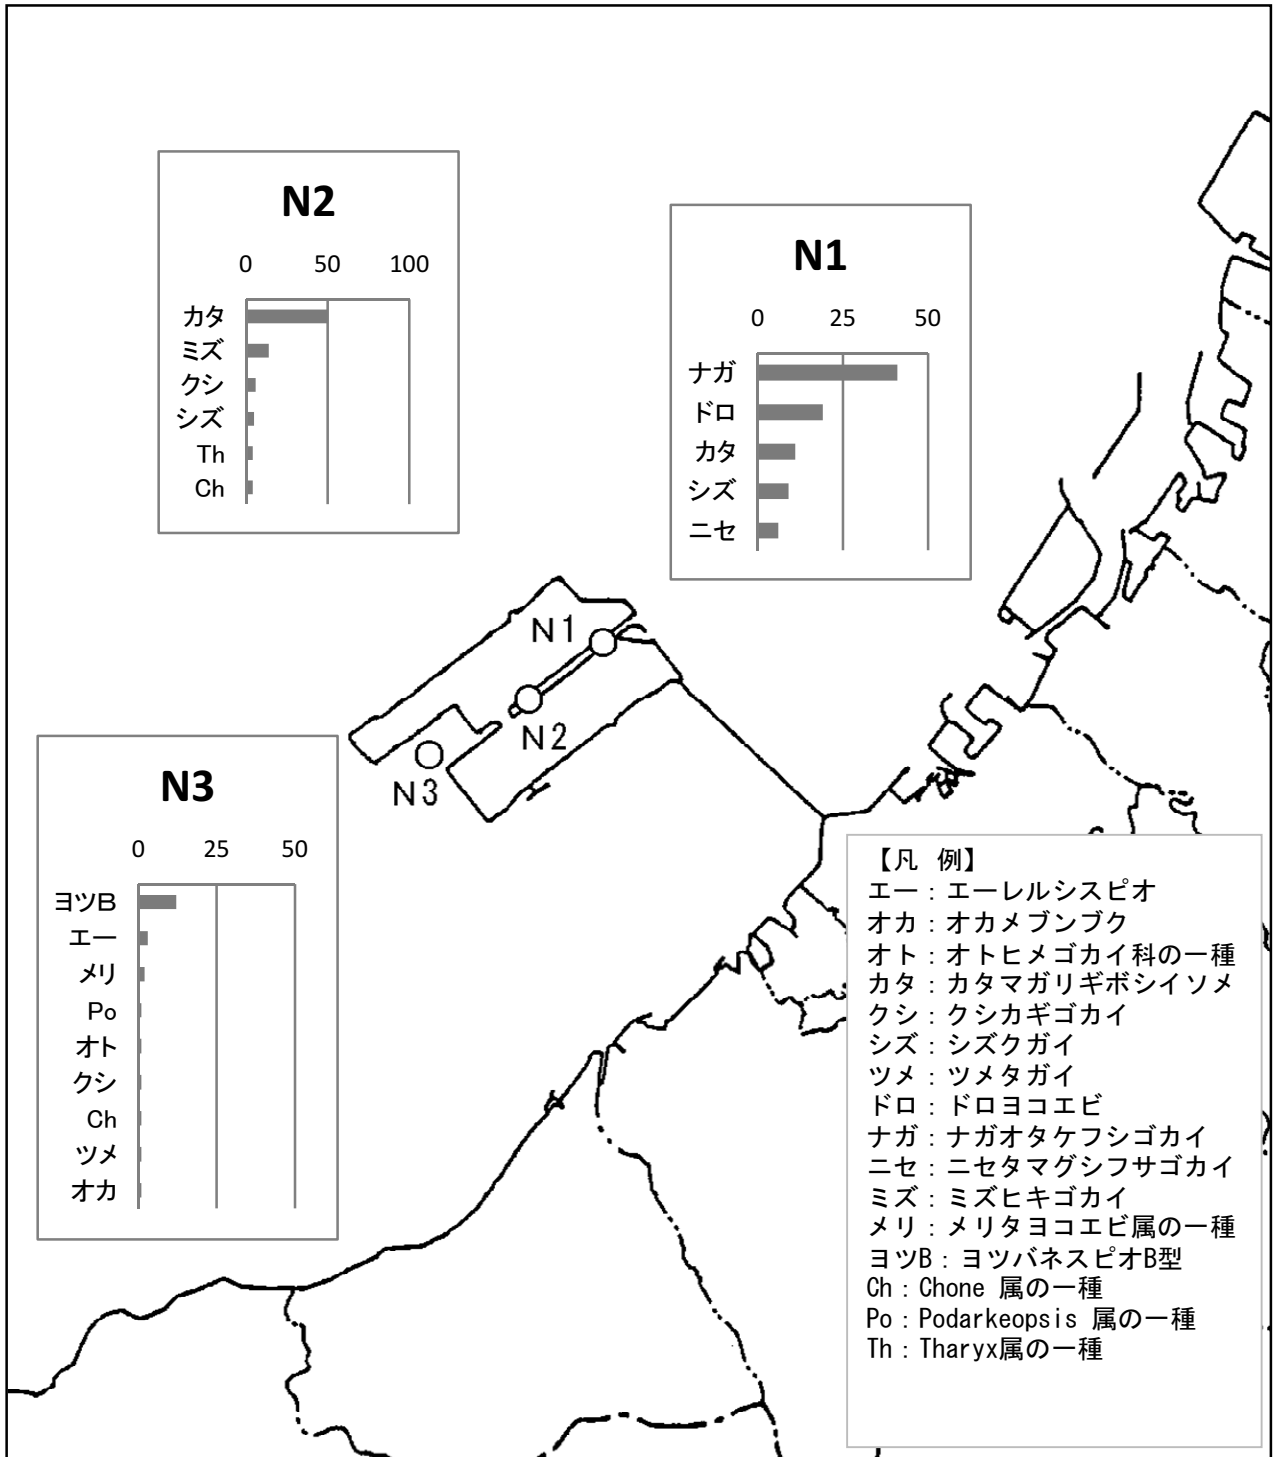 N2
0 50 100
カタ
ミズ
クシ
シズ
Th
Ch
N1
0 25 50
ナガ
ドロ
カタ
シズ
ニセ
N1
N2
N3
N3
0 25 50
ヨツB
エー
メリ
Po
オト
クシ
Ch
ツメ
オカ
【凡 例】
エー：エーレルシスピオ
オカ：オカメブンブク
オト：オトヒメゴカイ科の一種
カタ：カタマガリギボシイソメ
クシ：クシカギゴカイ
シズ：シズクガイ
ツメ：ツメタガイ
ドロ：ドロヨコエビ
ナガ：ナガオタケフシゴカイ
ニセ：ニセタマグシフサゴカイ
ミズ：ミズヒキゴカイ
メリ：メリタヨコエビ属の一種
ヨツB：ヨツバネスピオB型
Ch：Chone 属の一種
Po：Podarkeopsis 属の一種
Th：Tharyx属の一種